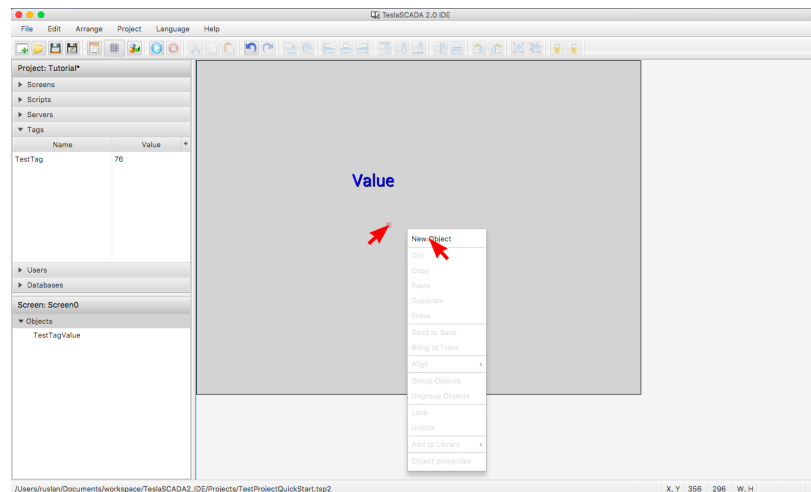 TeslaSCADA 2.0 IDE
File Edit Arrange Project Language Help
Project: Tutorial*
Screens
Scripts
Servers
Tags
Name Value +
TestTag 76
Users
Databases
Screen: Screen0
Objects
TestTagValue
Value
New Object
Cut
Copy
Paste
Duplicate
Erase
Send to Back
Bring to Front
Align
Group Objects
Ungroup Objects
Lock
Unlock
Add to Library
Object properties
/Users/ruslan/Documents/workspace/TeslaSCADA2_IDE/Projects/TestProjectQuickStart.tsp2 X, Y 356 296 W, H